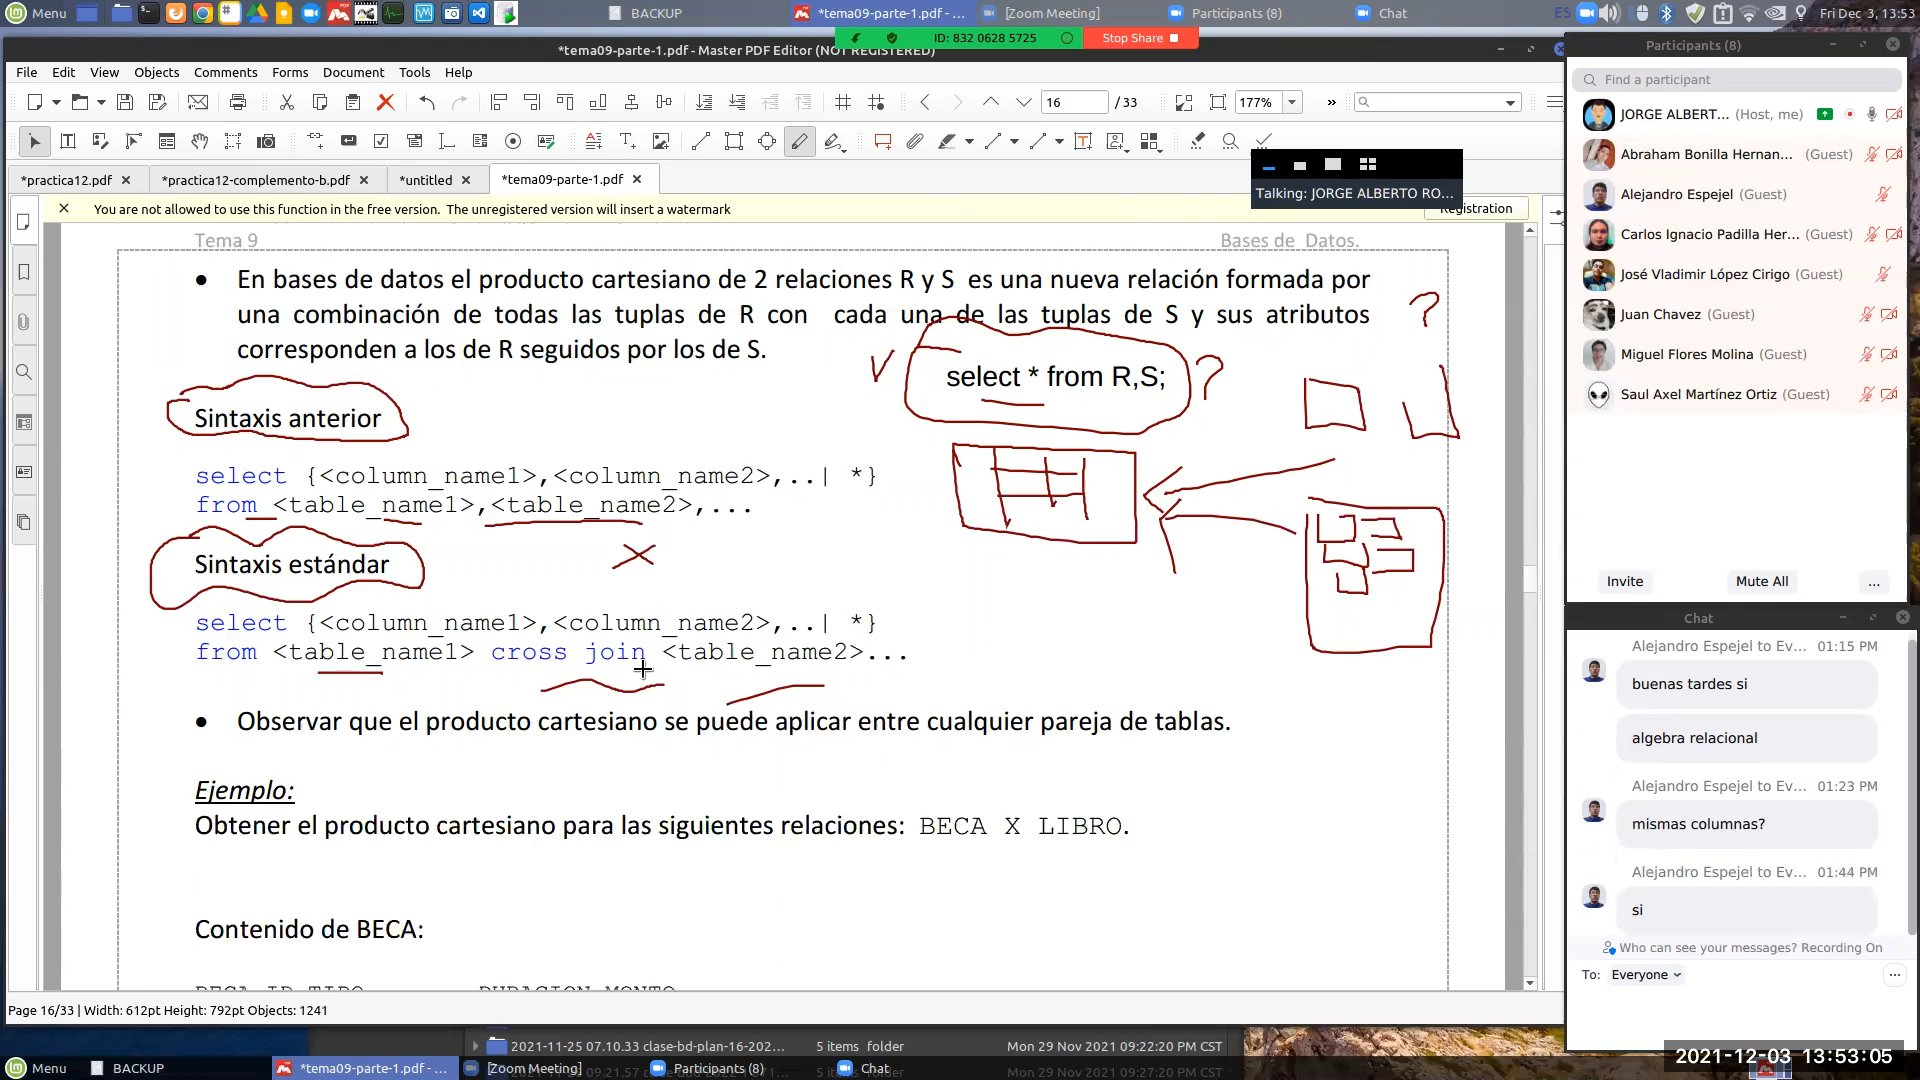 Menu
BACKUP
*tema09-parte-1.pdf - ...
[Zoom Meeting]
Participants (8)
Chat
ES
Fri Dec 3, 13:53
*tema09-parte-1.pdf - Master PDF Editor (NOT REGISTERED)
ID: 832 0628 5725
Stop Share
File Edit View Objects Comments Forms Document Tools Help
16 / 33
177%
*practica12.pdf
*practica12-complemento-b.pdf
*untitled
*tema09-parte-1.pdf
Talking: JORGE ALBERTO RO...
You are not allowed to use this function in the free version. The unregistered version will insert a watermark
Registration
Tema 9
Bases de Datos.
• En bases de datos el producto cartesiano de 2 relaciones R y S es una nueva relación formada por
una combinación de todas las tuplas de R con cada una de las tuplas de S y sus atributos
corresponden a los de R seguidos por los de S.
?
select * from R,S;
?
Sintaxis anterior
select {<column_name1>,<column_name2>,..| *}
from <table_name1>,<table_name2>,...
Sintaxis estándar
select {<column_name1>,<column_name2>,..| *}
from <table_name1> cross join <table_name2>...
• Observar que el producto cartesiano se puede aplicar entre cualquier pareja de tablas.
Ejemplo:
Obtener el producto cartesiano para las siguientes relaciones: BECA X LIBRO.
Contenido de BECA:
BECA_ID TIPO DURACION MONTO
Page 16/33 | Width: 612pt Height: 792pt Objects: 1241
Participants (8)
Find a participant
JORGE ALBERT... (Host, me)
Abraham Bonilla Hernan... (Guest)
Alejandro Espejel (Guest)
Carlos Ignacio Padilla Her... (Guest)
José Vladimir López Cirigo (Guest)
Juan Chavez (Guest)
Miguel Flores Molina (Guest)
Saul Axel Martínez Ortiz (Guest)
Invite
Mute All
...
Chat
Alejandro Espejel to Ev... 01:15 PM
buenas tardes si
algebra relacional
Alejandro Espejel to Ev... 01:23 PM
mismas columnas?
Alejandro Espejel to Ev... 01:44 PM
si
Who can see your messages? Recording On
To: Everyone
2021-11-25 07.10.33 clase-bd-plan-16-202... 5 items folder Mon 29 Nov 2021 09:22:20 PM CST
Menu
BACKUP
*tema09-parte-1.pdf - ...
[Zoom Meeting]
Participants (8)
Chat
2021-12-03 13:53:05